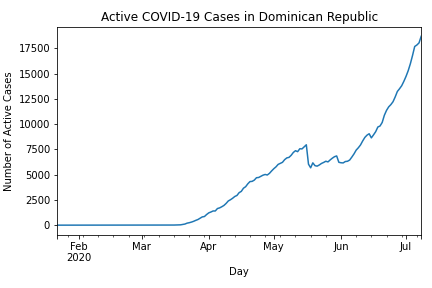 Active COVID-19 Cases in Dominican Republic
Number of Active Cases
17500
15000
12500
10000
7500
5000
2500
0
Feb Mar Apr May Jun Jul
2020
Day